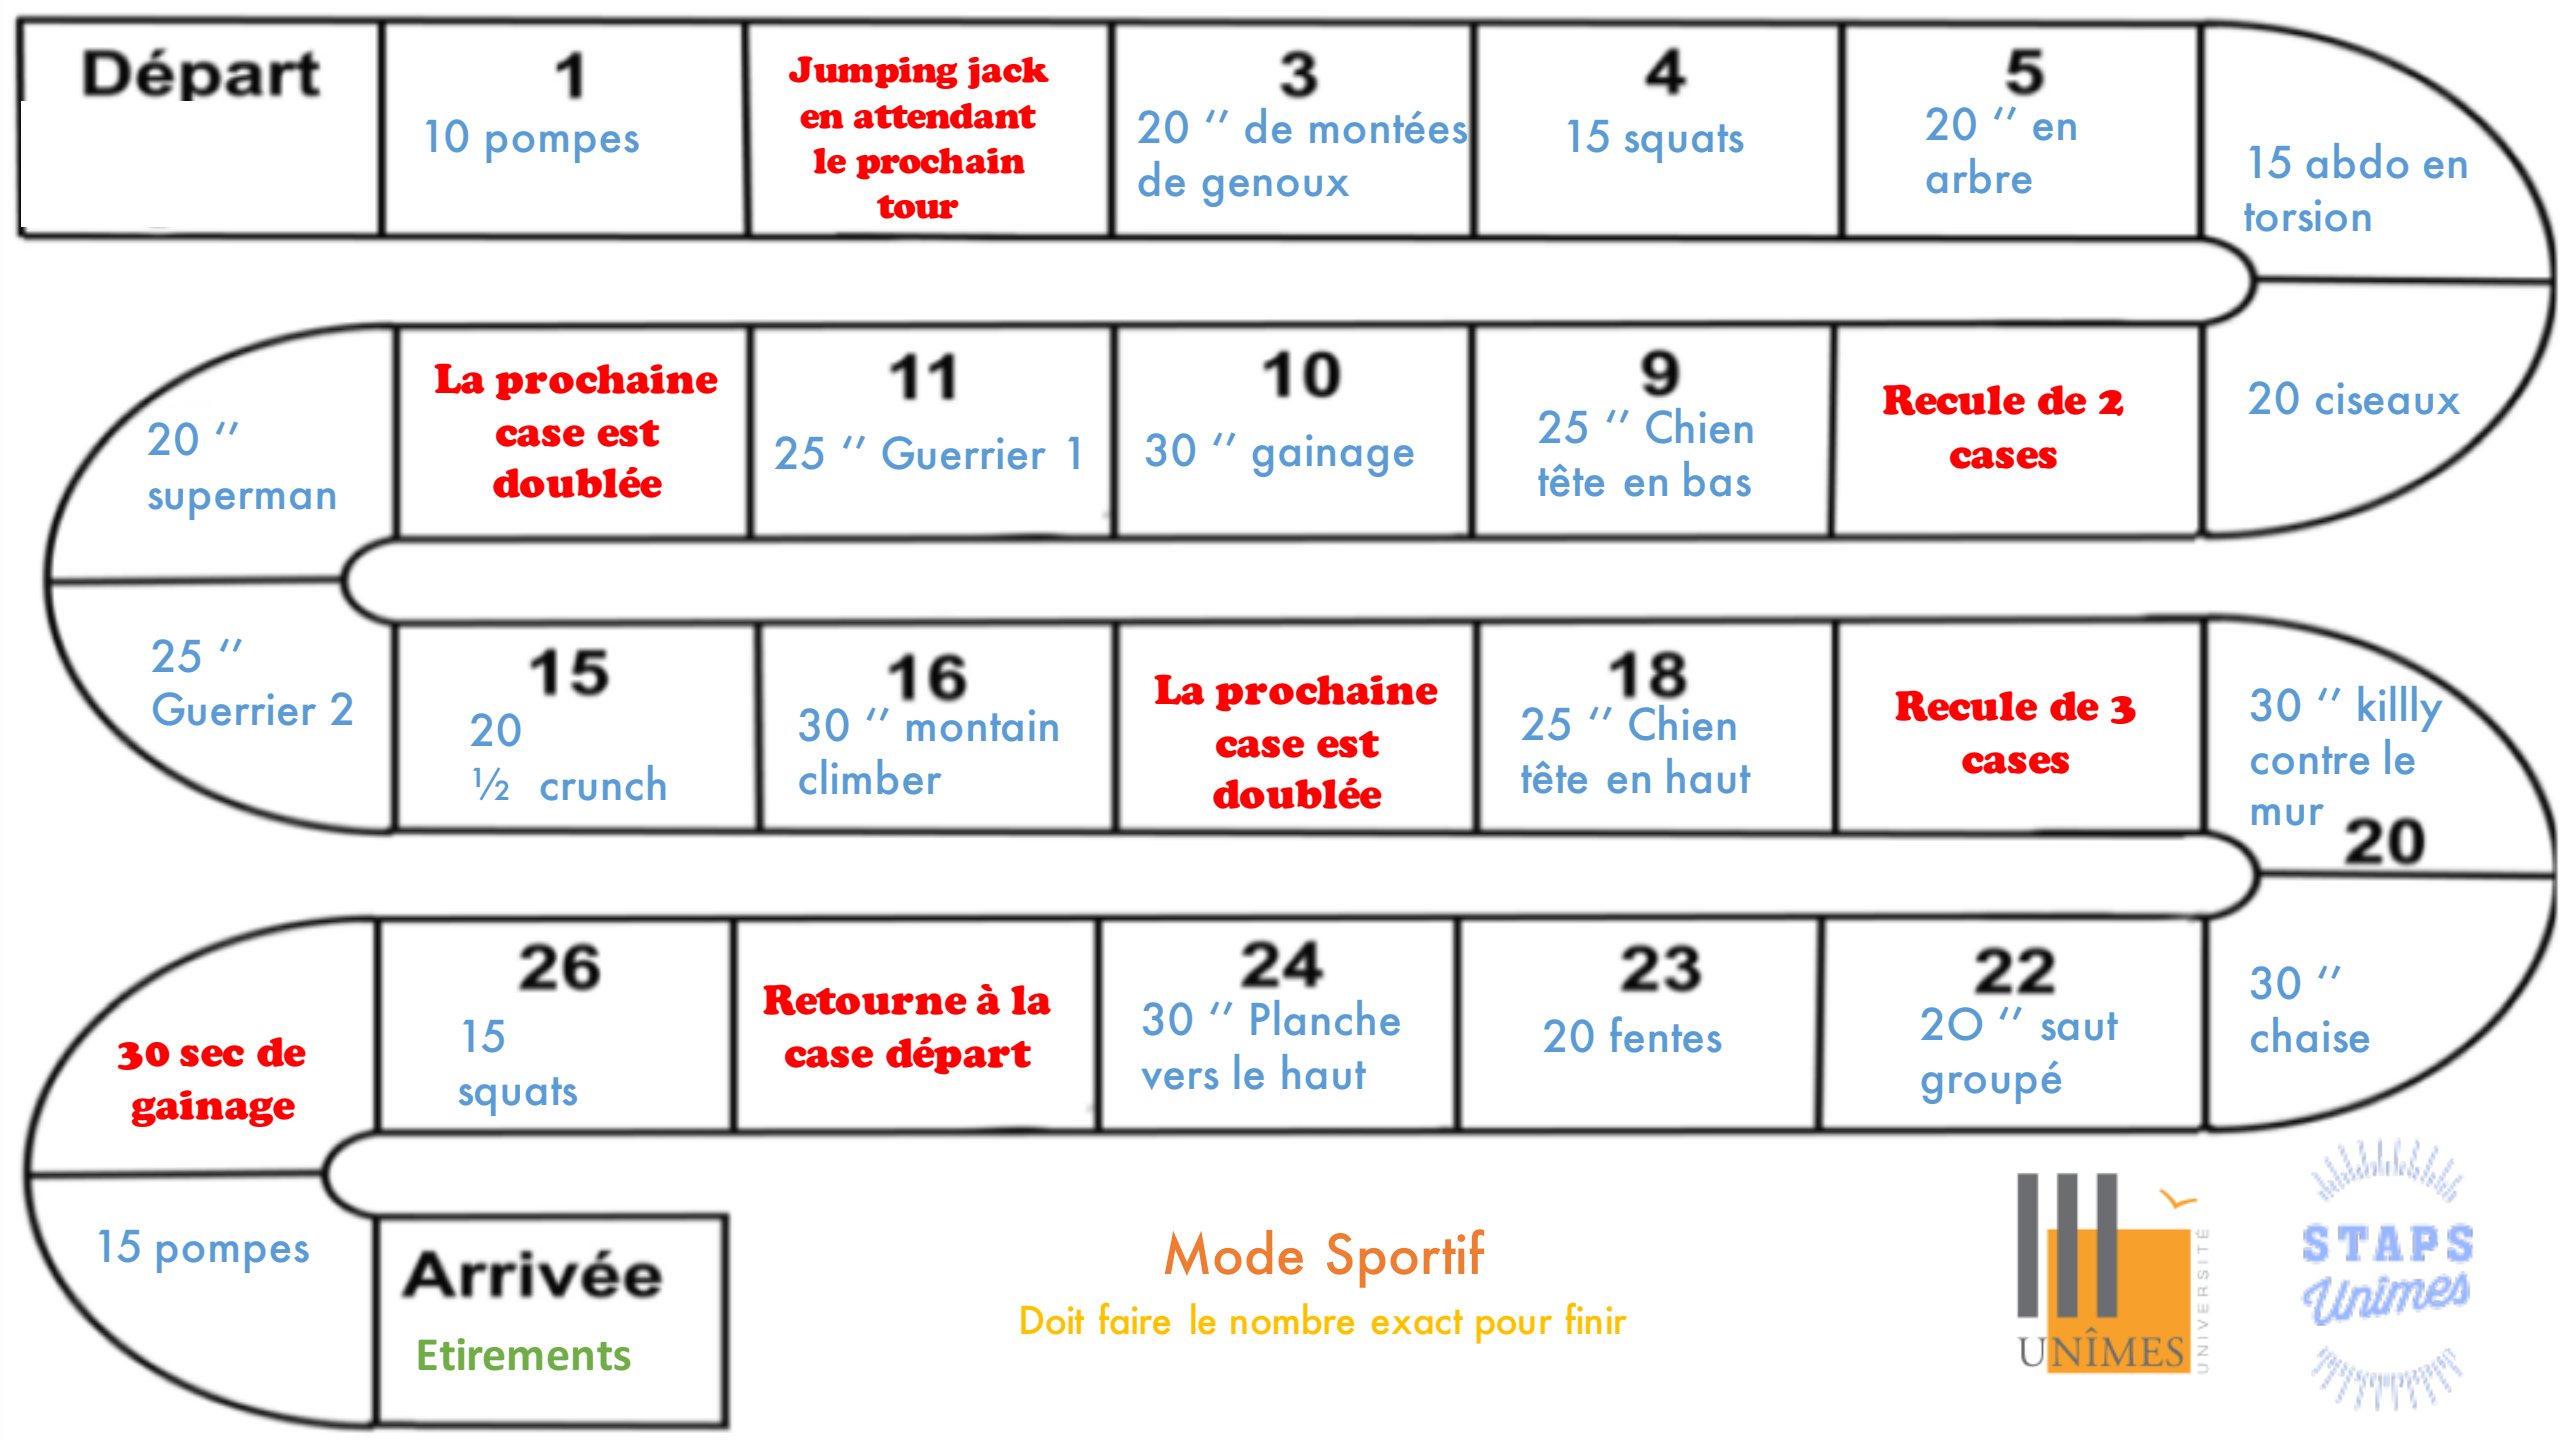 Départ
1
10 pompes
Jumping jack
en attendant
le prochain
tour
3
20 ’’ de montées
de genoux
4
15 squats
5
20 ’’ en
arbre
15 abdo en
torsion
20 ciseaux
Recule de 2
cases
9
25 ’’ Chien
tête en bas
10
30 ’’ gainage
11
25 ’’ Guerrier 1
La prochaine
case est
doublée
20 ’’
superman
25 ’’
Guerrier 2
15
20
½ crunch
16
30 ’’ montain
climber
La prochaine
case est
doublée
18
25 ’’ Chien
tête en haut
Recule de 3
cases
30 ’’ killly
contre le
mur
20
30 ’’
chaise
22
2O ’’ saut
groupé
23
20 fentes
24
30 ’’ Planche
vers le haut
Retourne à la
case départ
26
15
squats
30 sec de
gainage
15 pompes
Arrivée
Etirements
Mode Sportif
Doit faire le nombre exact pour finir
UNÎMES
UNIVERSITÉ
STAPS
Unimes